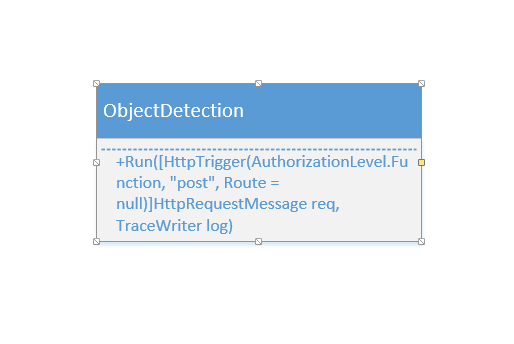 ObjectDetection
+Run([HttpTrigger(AuthorizationLevel.Fu
nction, "post", Route =
null)]HttpRequestMessage req,
TraceWriter log)